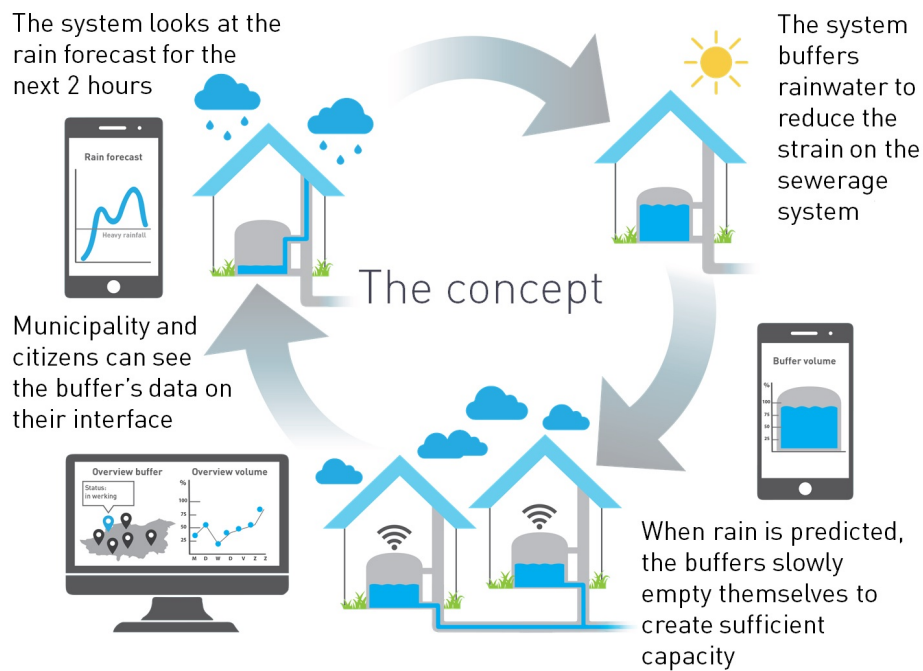 The system looks at the
rain forecast for the
next 2 hours
Rain forecast
Heavy rainfall
The system
buffers
rainwater to
reduce the
strain on the
sewerage
system
The concept
Municipality and
citizens can see
the buffer's data on
their interface
Buffer volume
%
100
75
50
25
Overview buffer
Status:
in working
Overview volume
%
100
75
50
25
M D W D V Z Z
When rain is predicted,
the buffers slowly
empty themselves to
create sufficient
capacity